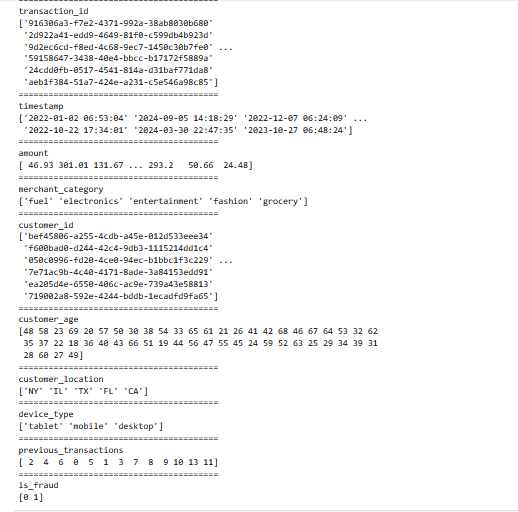 transaction_id
['916306a3-f7e2-4371-992a-38ab8030b680'
'2d922a41-edd9-4649-81f0-c599db4b923d'
'9d2ec6cd-f8ed-4c68-9ec7-1450c30b7fe0' ...
'59158647-3438-40e4-bbcc-b17172f5889a'
'24cdd0fb-0517-4541-814a-d31baf771da8'
'aeb1f384-51a7-424e-a231-c5e546a98c85']
========================================
timestamp
['2022-01-02 06:53:04' '2024-09-05 14:18:29' '2022-12-07 06:24:09' ...
'2022-10-22 17:34:01' '2024-03-30 22:47:35' '2023-10-27 06:48:24']
========================================
amount
[ 46.93 301.01 131.67 ... 293.2   50.66  24.48]
========================================
merchant_category
['fuel' 'electronics' 'entertainment' 'fashion' 'grocery']
========================================
customer_id
['bef45806-a255-4cdb-a45e-012d533eee34'
'f600bad0-d244-42c4-9db3-1115214dd1c4'
'050c0996-fd20-4ce0-94ec-b1bbc1f3c229' ...
'7e71ac9b-4c40-4171-8ade-3a84153edd91'
'ea205d4e-6550-406c-ac9e-739a43e58813'
'719002a8-592e-4244-bddb-1ecadfd9fa65']
========================================
customer_age
[48 58 23 69 20 57 50 30 38 54 33 65 61 21 26 41 42 68 46 67 64 53 32 62
35 37 22 18 36 40 43 66 51 19 44 56 47 55 45 24 59 52 63 25 29 34 39 31
28 60 27 49]
========================================
customer_location
['NY' 'IL' 'TX' 'FL' 'CA']
========================================
device_type
['tablet' 'mobile' 'desktop']
========================================
previous_transactions
[ 2  4  6  0  5  1  3  7  8  9 10 13 11]
========================================
is_fraud
[0 1]